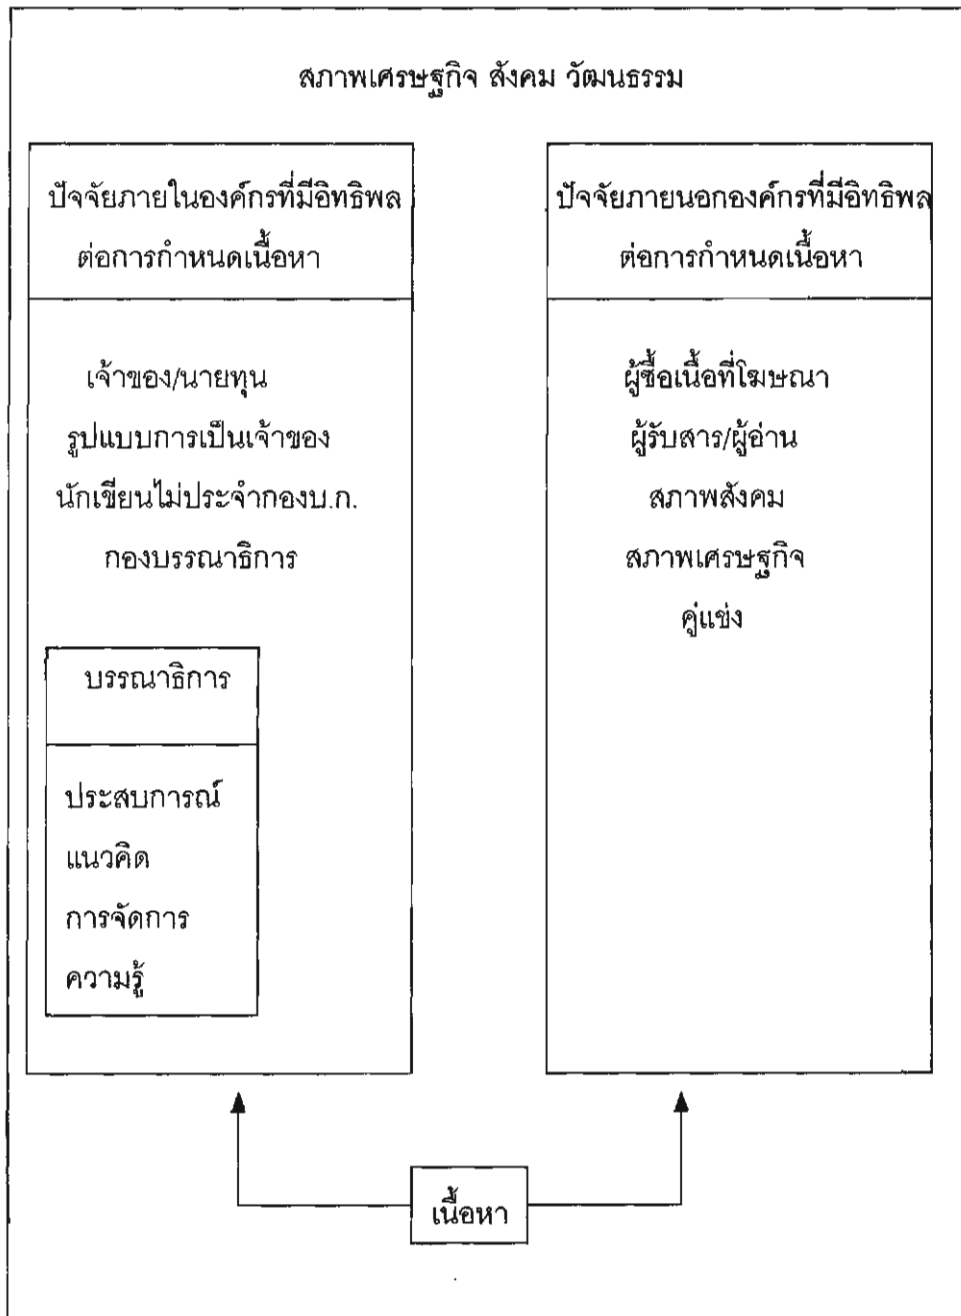 สภาพเศรษฐกิจ สังคม วัฒนธรรม
ปัจจัยภายในองค์กรที่มีอิทธิพล
ต่อการกำหนดเนื้อหา
เจ้าของ/นายทุน
รูปแบบการเป็นเจ้าของ
นักเขียนไม่ประจำกองบ.ก.
กองบรรณาธิการ
บรรณาธิการ
ประสบการณ์
แนวคิด
การจัดการ
ความรู้
ปัจจัยภายนอกองค์กรที่มีอิทธิพล
ต่อการกำหนดเนื้อหา
ผู้ซื้อเนื้อที่โฆษณา
ผู้รับสาร/ผู้อ่าน
สภาพสังคม
สภาพเศรษฐกิจ
คู่แข่ง
เนื้อหา